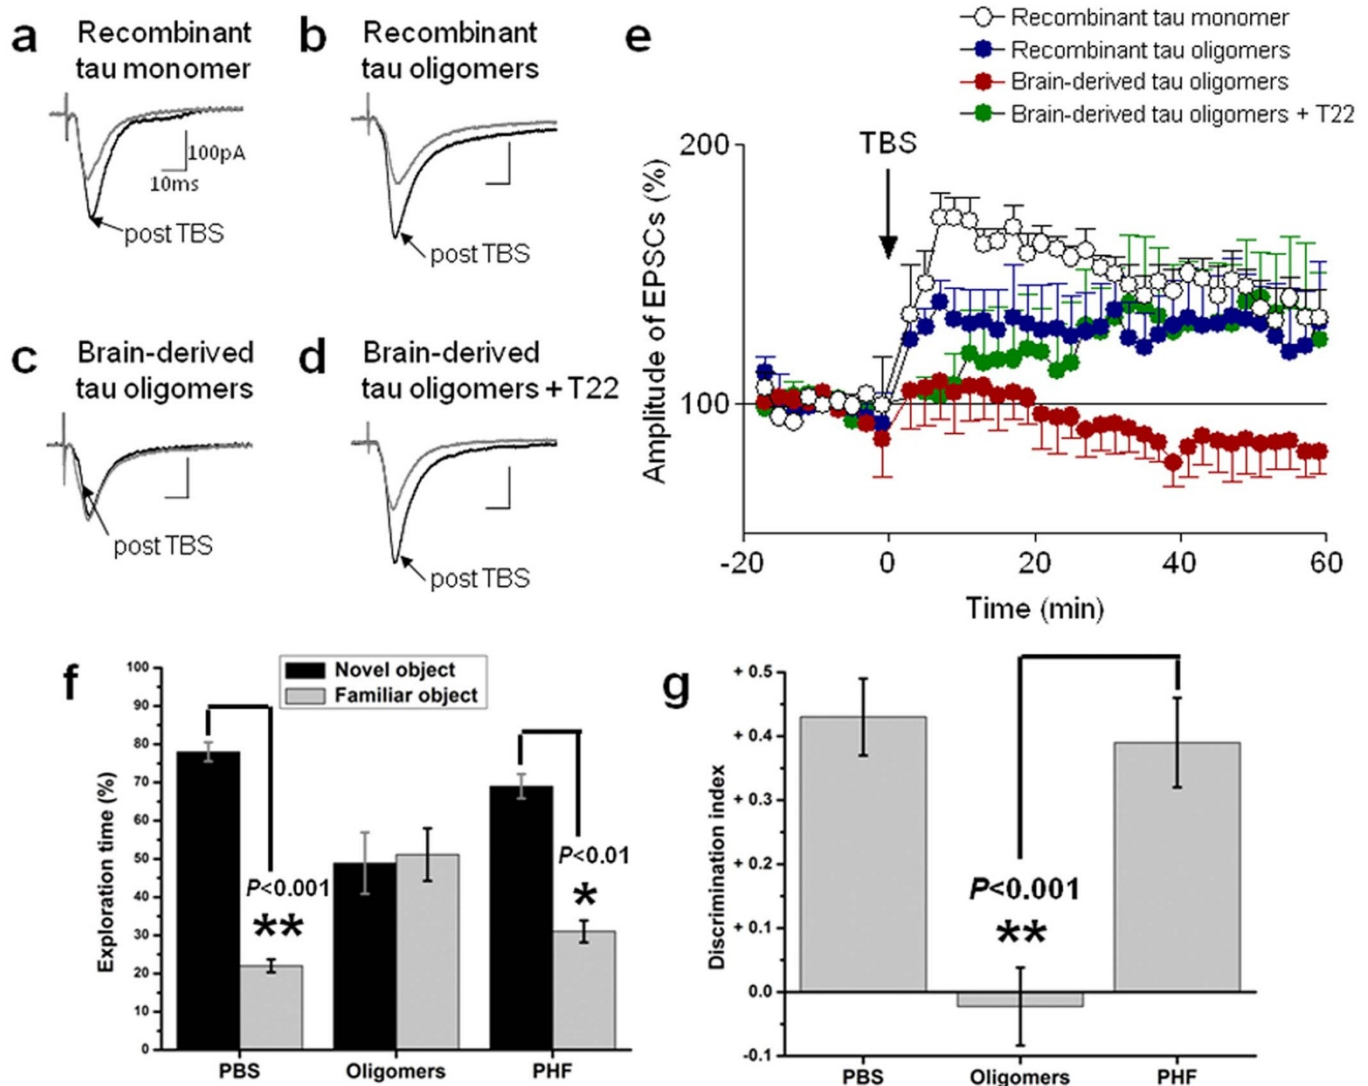 a Recombinant
tau monomer
100pA
10ms
post TBS
b Recombinant
tau oligomers
post TBS
c Brain-derived
tau oligomers
post TBS
d Brain-derived
tau oligomers + T22
post TBS
e
Recombinant tau monomer
Recombinant tau oligomers
Brain-derived tau oligomers
Brain-derived tau oligomers + T22
TBS
Amplitude of EPSCs (%)
200
100
-20 0 20 40 60
Time (min)
f
Novel object
Familiar object
Exploration time (%)
100
90
80
70
60
50
40
30
20
10
0
P<0.001
**
P<0.01
*
PBS Oligomers PHF
g
Discrimination index
+ 0.5
+ 0.4
+ 0.3
+ 0.2
+ 0.1
0.0
-0.1
P<0.001
**
PBS Oligomers PHF